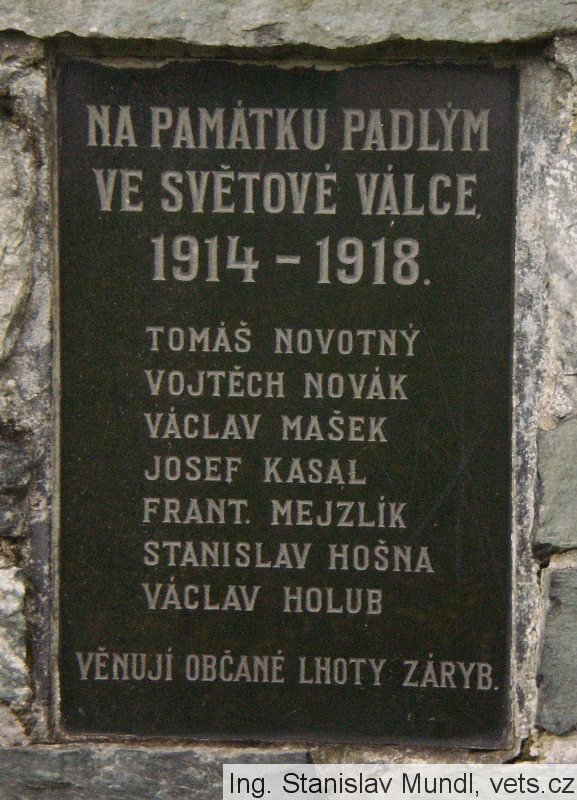 NA PAMÁTKU PADLÝM
VE SVĚTOVÉ VÁLCE,
1914 - 1918.
TOMÁŠ NOVOTNÝ
VOJTĚCH NOVÁK
VÁCLAV MAŠEK
JOSEF KASAL
FRANT. MEJZLÍK
STANISLAV HOŠNA
VÁCLAV HOLUB
VĚNUJÍ OBČANÉ LHOTY ZÁRYB.
Ing. Stanislav Mundl, vets.cz